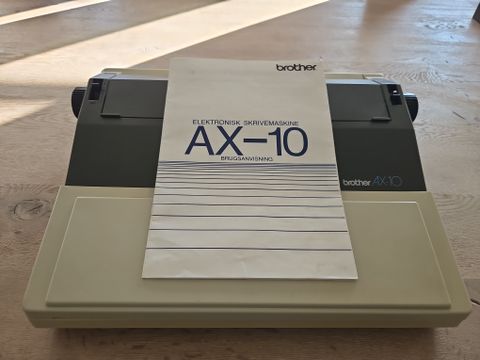 brother
ELEKTRONISK SKRIVEMASKINE
AX-10
BRUGSANVISNING
brother AX-10